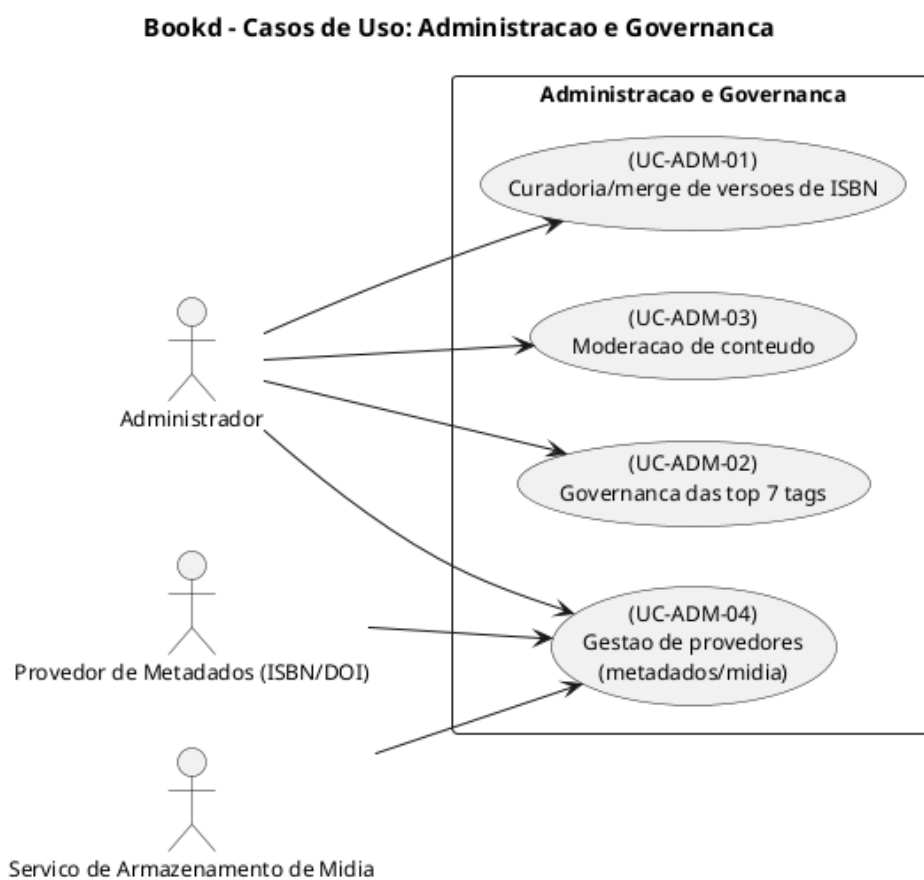 Bookd - Casos de Uso: Administracao e Governanca
Administracao e Governanca
(UC-ADM-01)
Curadoria/merge de versoes de ISBN
(UC-ADM-03)
Moderacao de conteudo
Administrador
(UC-ADM-02)
Governanca das top 7 tags
(UC-ADM-04)
Gestao de provedores
(metadados/midia)
Provedor de Metadados (ISBN/DOI)
Servico de Armazenamento de Midia